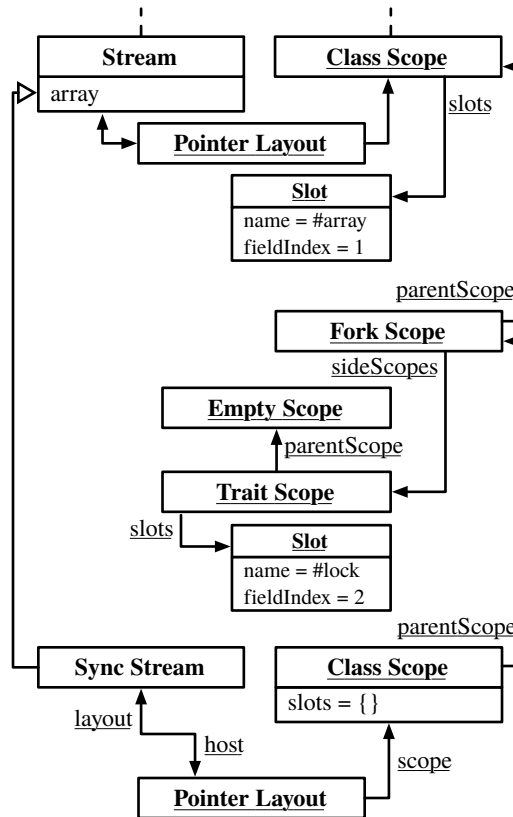 Stream
Class Scope
array
slots
Pointer Layout
Slot
name = #array
fieldIndex = 1
parentScope
Fork Scope
sideScopes
Empty Scope
parentScope
Trait Scope
slots
Slot
name = #lock
fieldIndex = 2
parentScope
Sync Stream
Class Scope
slots = {}
layout
host
scope
Pointer Layout